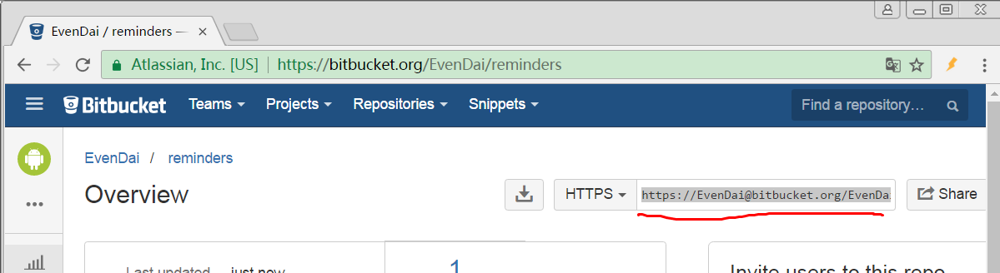 EvenDai / reminders —
Atlassian, Inc. [US] https://bitbucket.org/EvenDai/reminders
Bitbucket Teams Projects Repositories Snippets Find a repository...
EvenDai / reminders
Overview HTTPS https://EvenDai@bitbucket.org/EvenDa Share
Last updated just now 1
Invite users to this repo